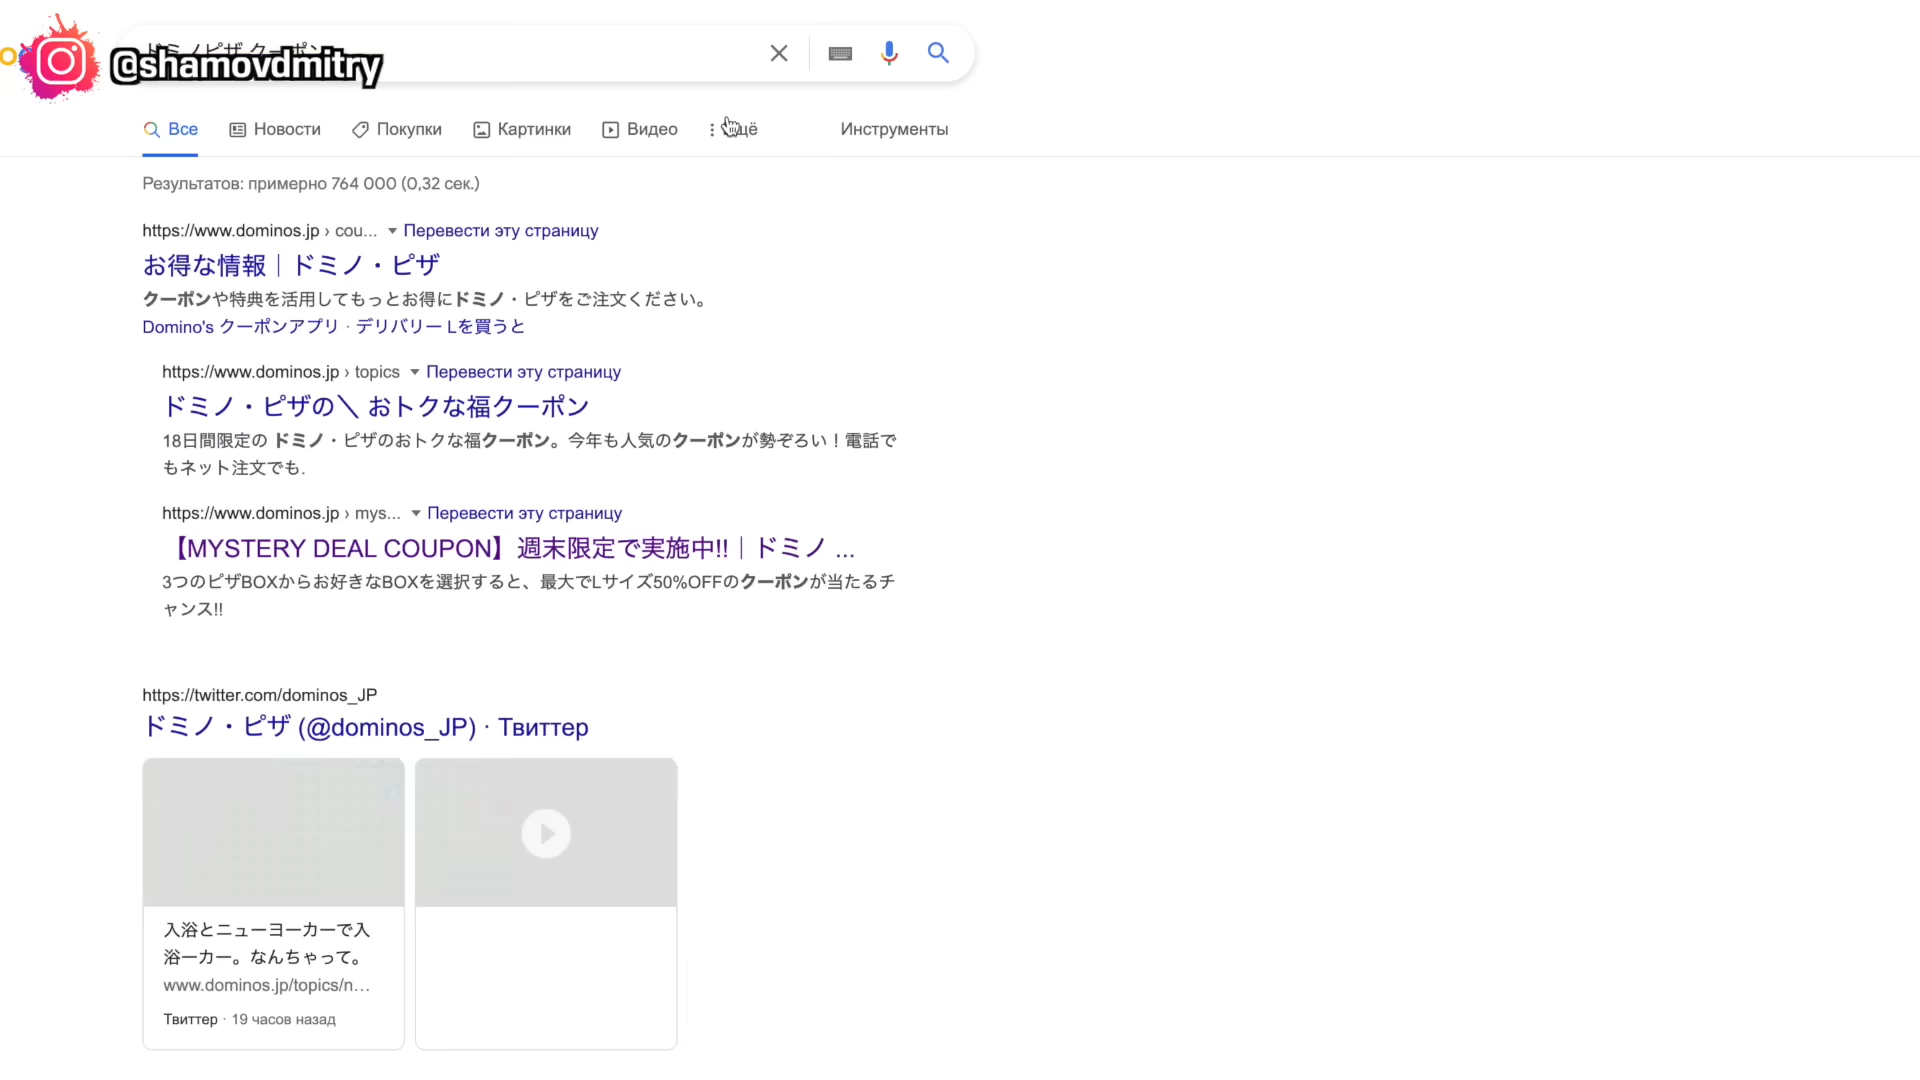 ドミノピザ クーポン
@shamovdmitry
Все
Новости
Покупки
Картинки
Видео
Ещё
Инструменты
Результатов: примерно 764 000 (0,32 сек.)
https://www.dominos.jp › cou... Перевести эту страницу
お得な情報｜ドミノ・ピザ
クーポンや特典を活用してもっとお得にドミノ・ピザをご注文ください。
Domino's クーポンアプリ · デリバリー Lを買うと
https://www.dominos.jp › topics Перевести эту страницу
ドミノ・ピザの＼ おトクな福クーポン
18日間限定の ドミノ・ピザのおトクな福クーポン。今年も人気のクーポンが勢ぞろい！電話で
もネット注文でも.
https://www.dominos.jp › mys... Перевести эту страницу
【MYSTERY DEAL COUPON】週末限定で実施中!!｜ドミノ ...
3つのピザBOXからお好きなBOXを選択すると、最大でLサイズ50%OFFのクーポンが当たるチ
ャンス!!
https://twitter.com/dominos_JP
ドミノ・ピザ (@dominos_JP) · Твиттер
入浴とニューヨーカーで入
浴ーカー。なんちゃって。
www.dominos.jp/topics/n...
Твиттер · 19 часов назад